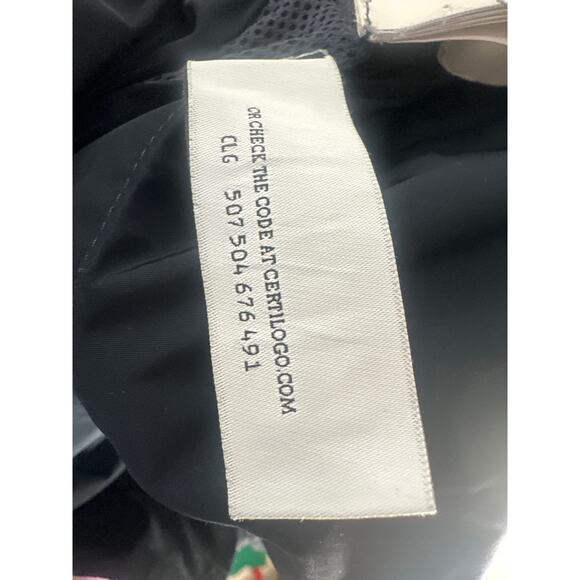 OR CHECK THE CODE AT CERTILOGO.COM
CLG 507 504 676 491